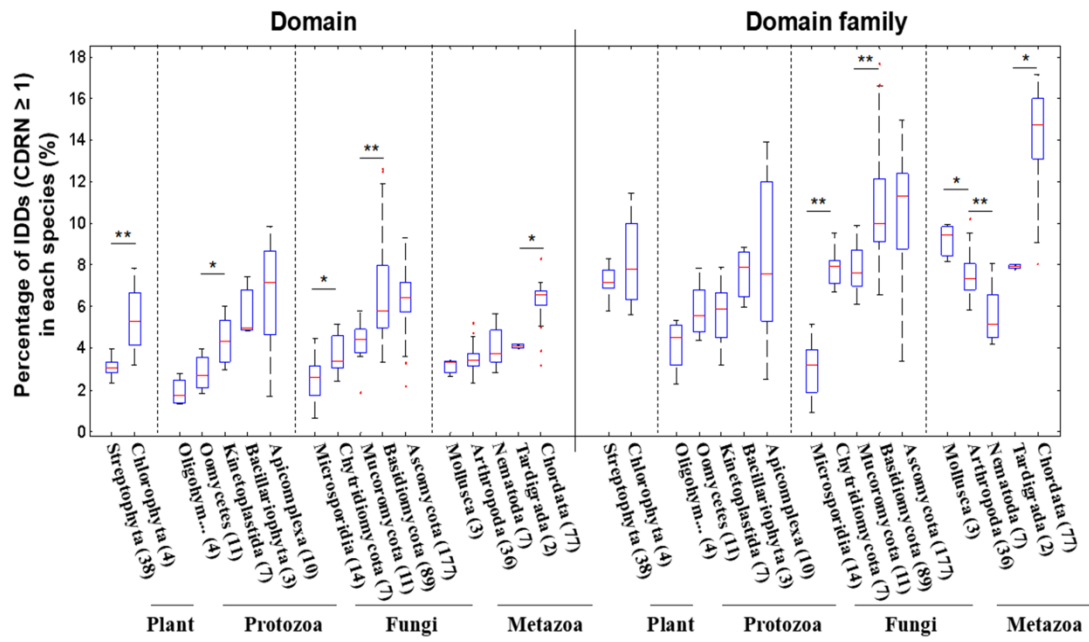 Domain
Domain family
Percentage of IDDs (CDRN ≥ 1)
in each species (%)
18
16
14
12
10
8
6
4
2
0
**
*
*
**
*
**
**
*
**
*
Streptophyta (38)
Chlorophyta (4)
Oligohym... (4)
Oomycetes (11)
Kinetoplastida (7)
Bacillariophyta (3)
Apicomplexa (10)
Microsporidia (14)
Chytridiomycota (7)
Mucoromycota (11)
Basidiomycota (89)
Ascomycota (177)
Mollusca (3)
Arthropoda (36)
Nematoda (7)
Tardigrada (2)
Chordata (77)
Streptophyta (38)
Chlorophyta (4)
Oligohym... (4)
Oomycetes (11)
Kinetoplastida (7)
Bacillariophyta (3)
Apicomplexa (10)
Microsporidia (14)
Chytridiomycota (7)
Mucoromycota (11)
Basidiomycota (89)
Ascomycota (177)
Mollusca (3)
Arthropoda (36)
Nematoda (7)
Tardigrada (2)
Chordata (77)
Plant
Protozoa
Fungi
Metazoa
Plant
Protozoa
Fungi
Metazoa